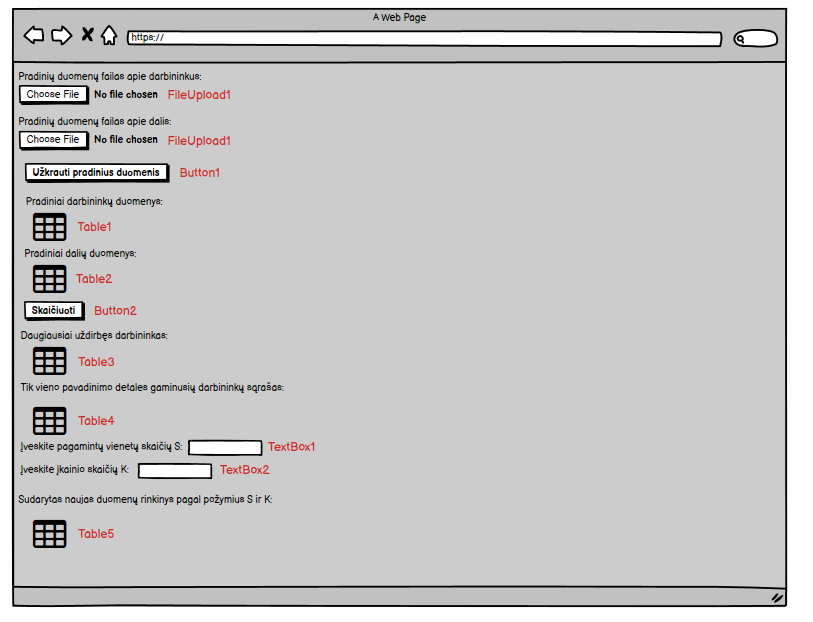 A Web Page
https://
Pradinių duomenų failas apie darbininkus:
Choose File No file chosen FileUpload1
Pradinių duomenų failas apie dalis:
Choose File No file chosen FileUpload1
Užkrauti pradinius duomenis Button1
Pradiniai darbininkų duomenys:
Table1
Pradiniai dalių duomenys:
Table2
Skaičiuoti Button2
Daugiausiai uždirbęs darbininkas:
Table3
Tik vieno pavadinimo detales gaminusių darbininkų sąrašas:
Table4
Įveskite pagamintų vienetų skaičių S: TextBox1
Įveskite įkainio skaičių K: TextBox2
Sudarytas naujas duomenų rinkinys pagal požymius S ir K:
Table5